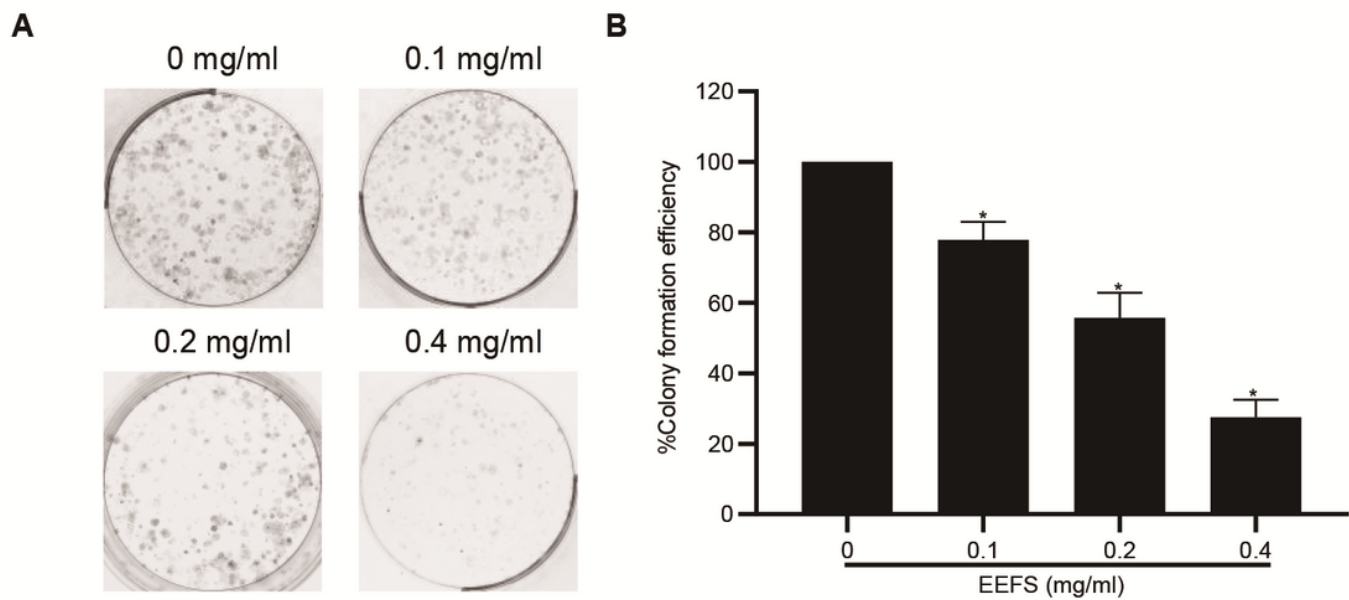 A
0 mg/ml
0.1 mg/ml
0.2 mg/ml
0.4 mg/ml
B
%Colony formation efficiency
120
100
80
60
40
20
0
*
*
*
0 0.1 0.2 0.4
EEFS (mg/ml)